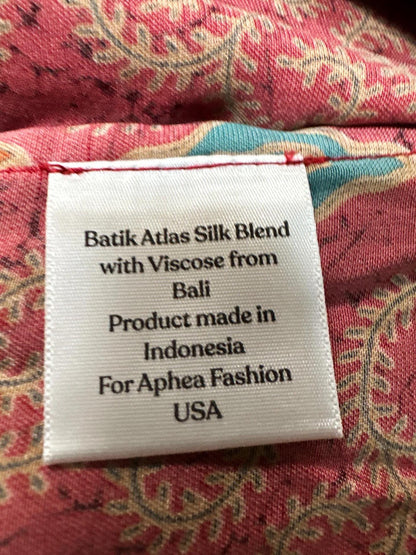 Batik Atlas Silk Blend
with Viscose from
Bali
Product made in
Indonesia
For Aphea Fashion
USA